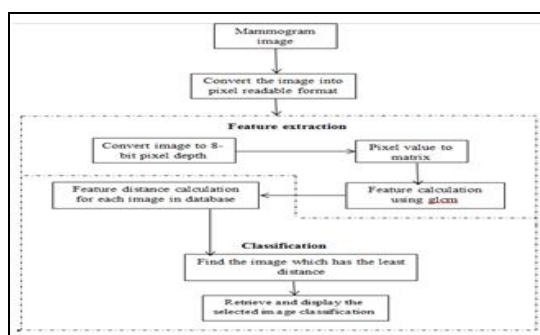 Mammogram
image
Convert the image into
pixel readable format
Feature extraction
Convert image to 8-
bit pixel depth
Pixel value to
matrix
Feature calculation
using glcm
Feature distance calculation
for each image in database
Classification
Find the image which has the least
distance
Retrieve and display the
selected image classification